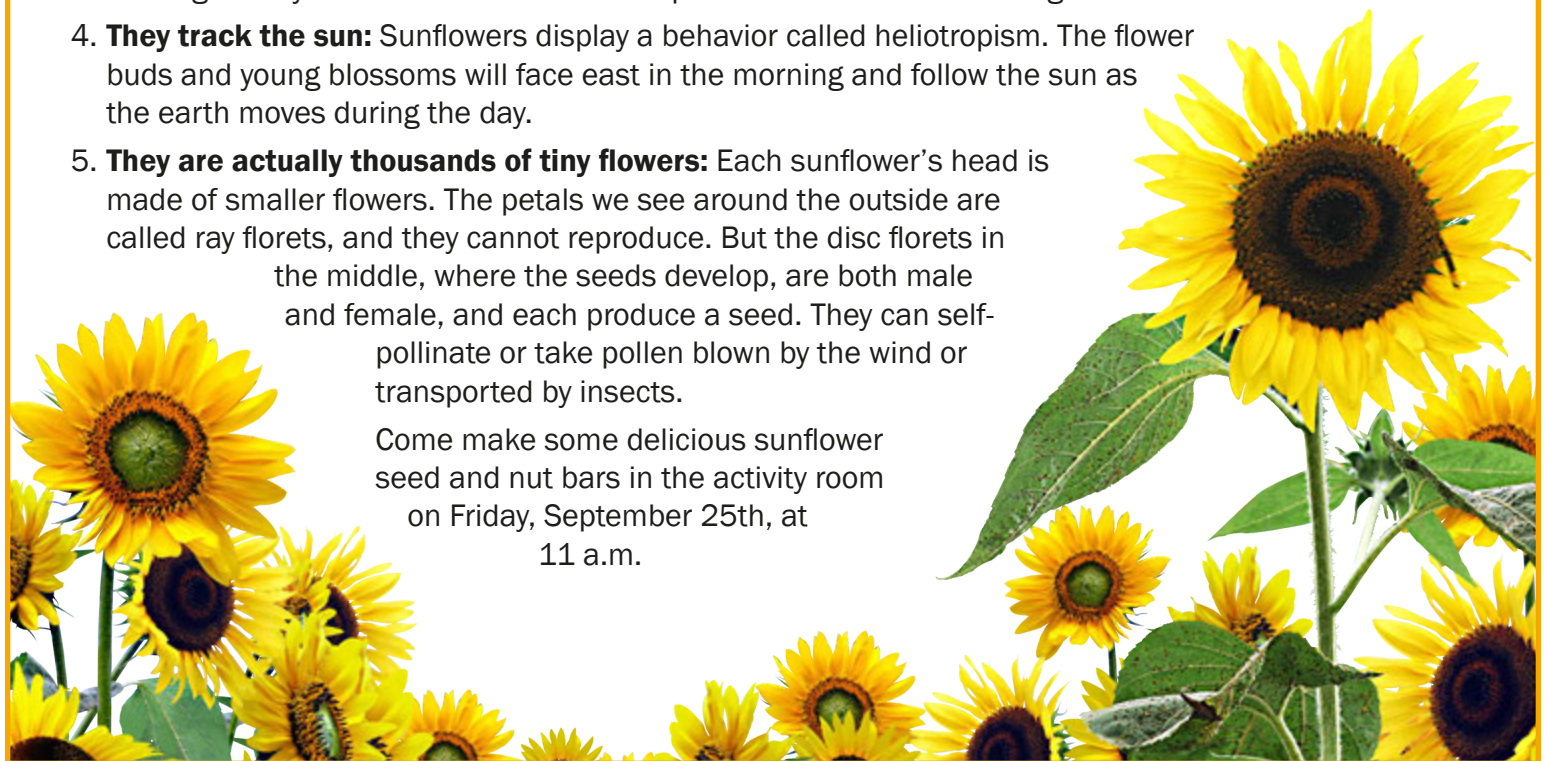 4. They track the sun: Sunflowers display a behavior called heliotropism. The flower
buds and young blossoms will face east in the morning and follow the sun as
the earth moves during the day.
5. They are actually thousands of tiny flowers: Each sunflower’s head is
made of smaller flowers. The petals we see around the outside are
called ray florets, and they cannot reproduce. But the disc florets in
the middle, where the seeds develop, are both male
and female, and each produce a seed. They can self-
pollinate or take pollen blown by the wind or
transported by insects.
Come make some delicious sunflower
seed and nut bars in the activity room
on Friday, September 25th, at
11 a.m.